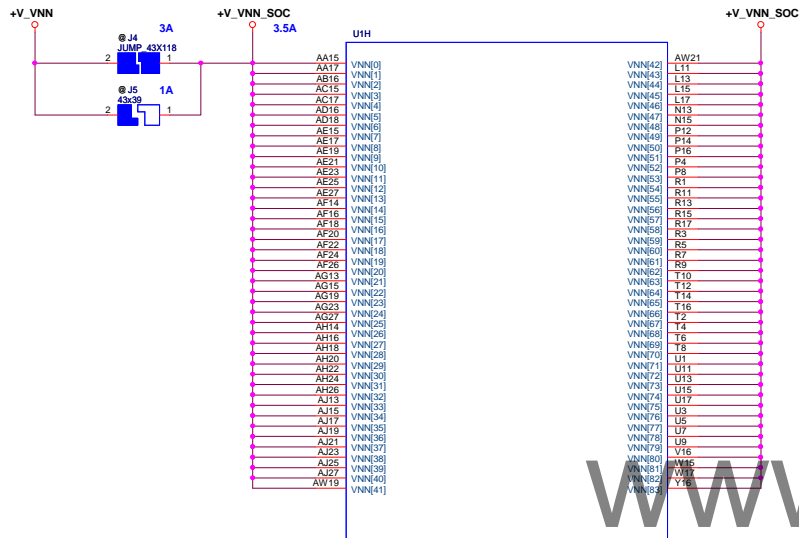 +V_VNN
+V_VNN_SOC
+V_VNN_SOC
3A
3.5A
@ J4
JUMP_43X118
2
1
@ J5
1A
43x39
2
1
U1H
AA15 VNN[0]
AA17 VNN[1]
AB16 VNN[2]
AC15 VNN[3]
AC17 VNN[4]
AD16 VNN[5]
AD18 VNN[6]
AE15 VNN[7]
AE17 VNN[8]
AE19 VNN[9]
AE21 VNN[10]
AE23 VNN[11]
AE25 VNN[12]
AE27 VNN[13]
AF14 VNN[14]
AF16 VNN[15]
AF18 VNN[16]
AF20 VNN[17]
AF22 VNN[18]
AF24 VNN[19]
AF26 VNN[20]
AG13 VNN[21]
AG15 VNN[22]
AG19 VNN[23]
AG23 VNN[24]
AG27 VNN[25]
AH14 VNN[26]
AH16 VNN[27]
AH18 VNN[28]
AH20 VNN[29]
AH22 VNN[30]
AH24 VNN[31]
AH26 VNN[32]
AJ13 VNN[33]
AJ15 VNN[34]
AJ17 VNN[35]
AJ19 VNN[36]
AJ21 VNN[37]
AJ23 VNN[38]
AJ25 VNN[39]
AJ27 VNN[40]
AW19 VNN[41]
VNN[42] AW21
VNN[43] L11
VNN[44] L13
VNN[45] L15
VNN[46] L17
VNN[47] N13
VNN[48] N15
VNN[49] P12
VNN[50] P14
VNN[51] P16
VNN[52] P4
VNN[53] P8
VNN[54] R1
VNN[55] R11
VNN[56] R13
VNN[57] R15
VNN[58] R17
VNN[59] R3
VNN[60] R5
VNN[61] R7
VNN[62] R9
VNN[63] T10
VNN[64] T12
VNN[65] T14
VNN[66] T16
VNN[67] T2
VNN[68] T4
VNN[69] T6
VNN[70] T8
VNN[71] U1
VNN[72] U11
VNN[73] U13
VNN[74] U15
VNN[75] U17
VNN[76] U3
VNN[77] U5
VNN[78] U7
VNN[79] U9
VNN[80] V16
VNN[81] W15
VNN[82] W17
VNN[83] Y16